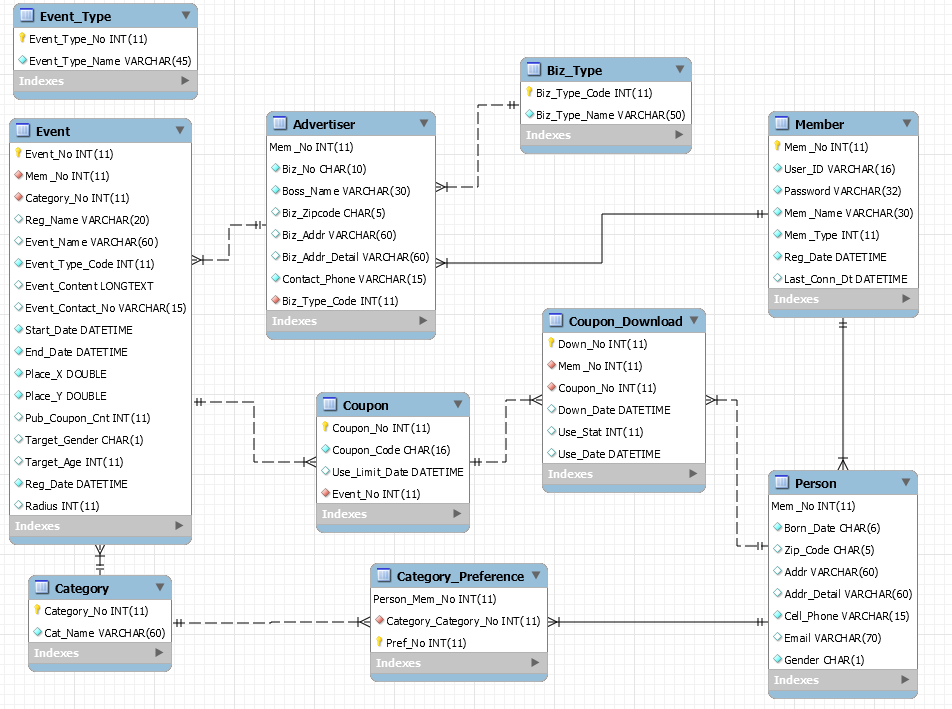 Event_Type
Event_Type_No INT(11)
Event_Type_Name VARCHAR(45)
Indexes
Event
Event_No INT(11)
Mem_No INT(11)
Category_No INT(11)
Reg_Name VARCHAR(20)
Event_Name VARCHAR(60)
Event_Type_Code INT(11)
Event_Content LONGTEXT
Event_Contact_No VARCHAR(15)
Start_Date DATETIME
End_Date DATETIME
Place_X DOUBLE
Place_Y DOUBLE
Pub_Coupon_Cnt INT(11)
Target_Gender CHAR(1)
Target_Age INT(11)
Reg_Date DATETIME
Radius INT(11)
Indexes
Category
Category_No INT(11)
Cat_Name VARCHAR(60)
Indexes
Advertiser
Mem_No INT(11)
Biz_No CHAR(10)
Boss_Name VARCHAR(30)
Biz_Zipcode CHAR(5)
Biz_Addr VARCHAR(60)
Biz_Addr_Detail VARCHAR(60)
Contact_Phone VARCHAR(15)
Biz_Type_Code INT(11)
Indexes
Coupon
Coupon_No INT(11)
Coupon_Code CHAR(16)
Use_Limit_Date DATETIME
Event_No INT(11)
Indexes
Category_Preference
Person_Mem_No INT(11)
Category_Category_No INT(11)
Pref_No INT(11)
Indexes
Biz_Type
Biz_Type_Code INT(11)
Biz_Type_Name VARCHAR(50)
Indexes
Coupon_Download
Down_No INT(11)
Mem_No INT(11)
Coupon_No INT(11)
Down_Date DATETIME
Use_Stat INT(11)
Use_Date DATETIME
Indexes
Member
Mem_No INT(11)
User_ID VARCHAR(16)
Password VARCHAR(32)
Mem_Name VARCHAR(30)
Mem_Type INT(11)
Reg_Date DATETIME
Last_Conn_Dt DATETIME
Indexes
Person
Mem_No INT(11)
Born_Date CHAR(6)
Zip_Code CHAR(5)
Addr VARCHAR(60)
Addr_Detail VARCHAR(60)
Cell_Phone VARCHAR(15)
Email VARCHAR(70)
Gender CHAR(1)
Indexes